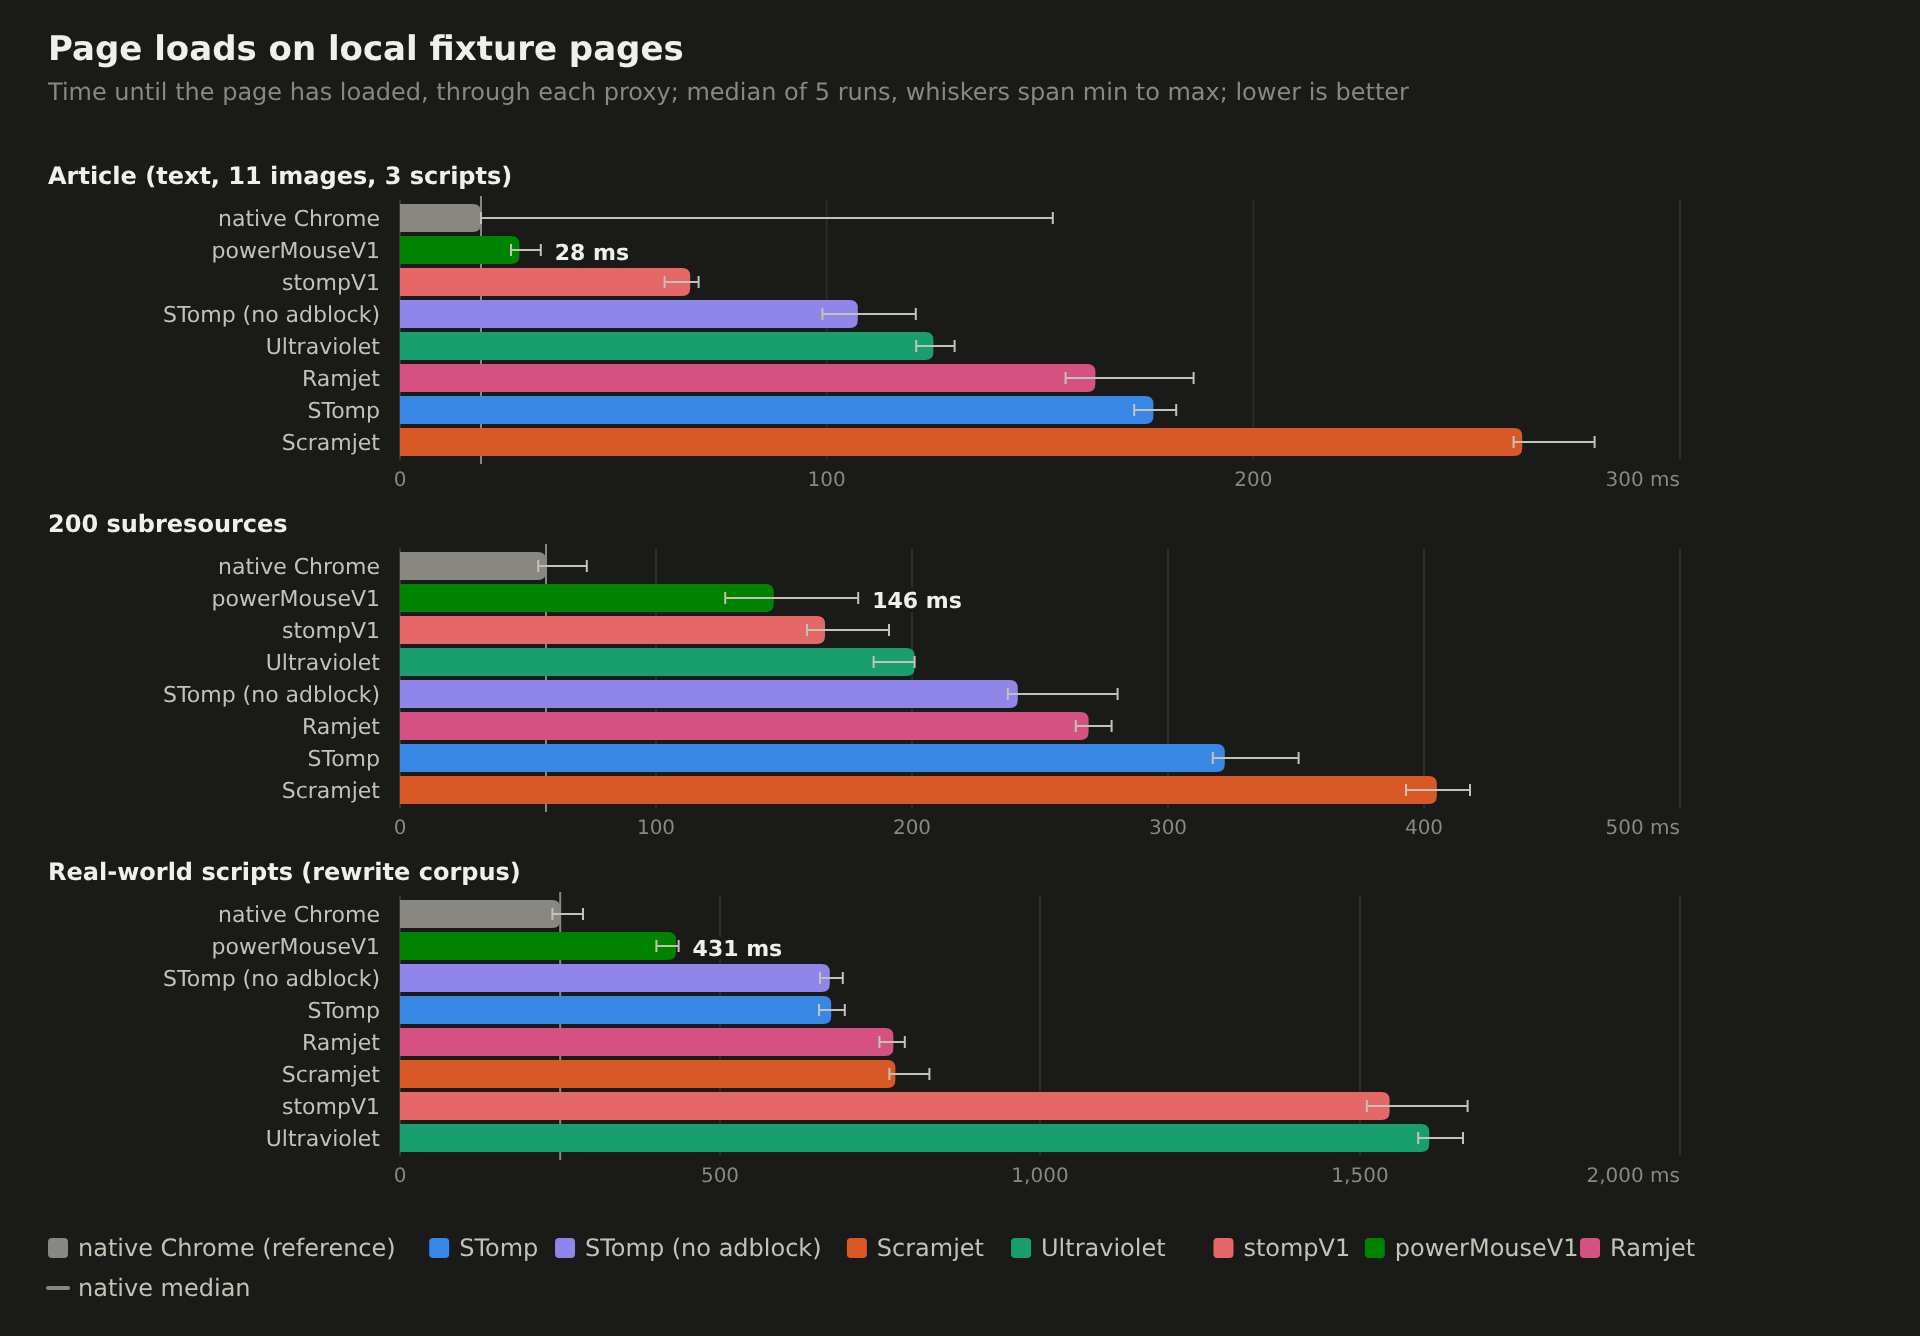 Page loads on local fixture pages
Time until the page has loaded, through each proxy; median of 5 runs, whiskers span min to max; lower is better
Article (text, 11 images, 3 scripts)
native Chrome
powerMouseV1 28 ms
stompV1
STomp (no adblock)
Ultraviolet
Ramjet
STomp
Scramjet
0 100 200 300 ms
200 subresources
native Chrome
powerMouseV1 146 ms
stompV1
Ultraviolet
STomp (no adblock)
Ramjet
STomp
Scramjet
0 100 200 300 400 500 ms
Real-world scripts (rewrite corpus)
native Chrome
powerMouseV1 431 ms
STomp (no adblock)
STomp
Ramjet
Scramjet
stompV1
Ultraviolet
0 500 1,000 1,500 2,000 ms
native Chrome (reference) STomp STomp (no adblock) Scramjet Ultraviolet stompV1 powerMouseV1 Ramjet
native median